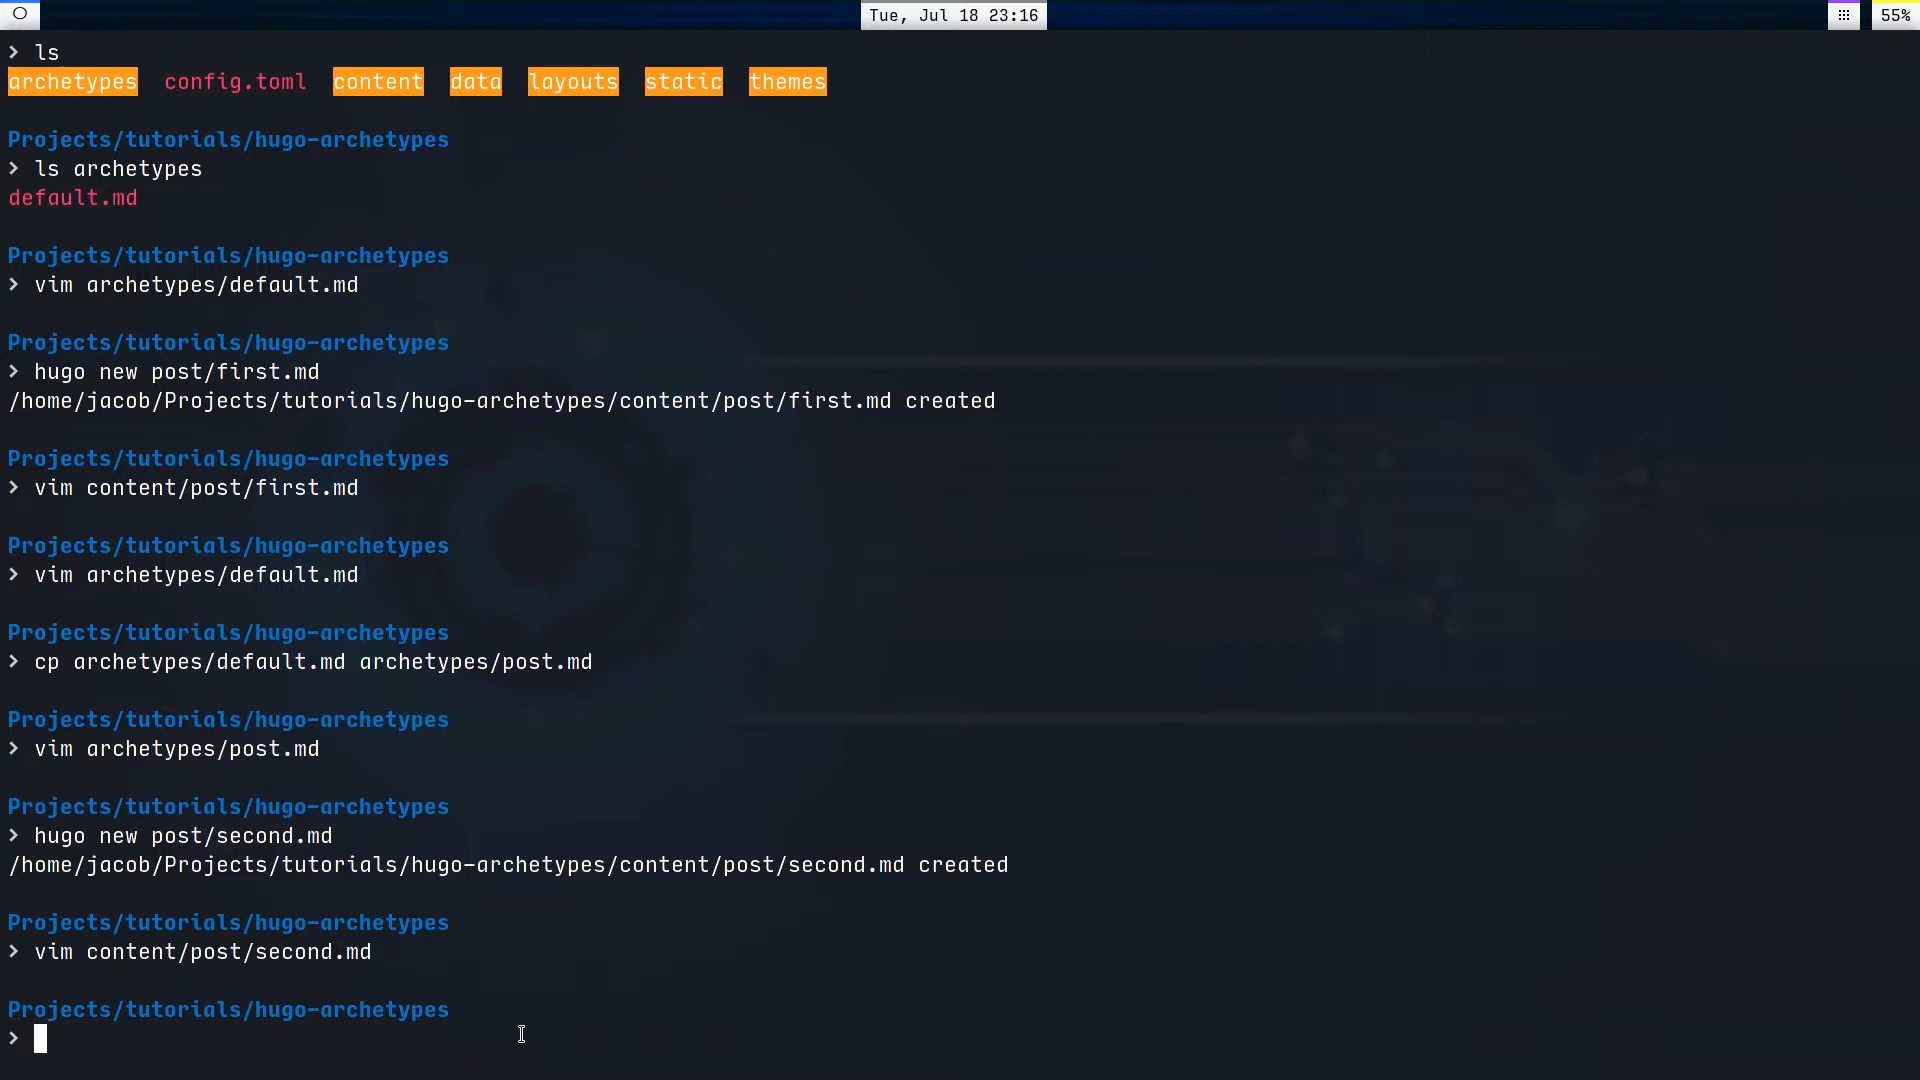 Tue, Jul 18 23:16
55%
> ls
archetypes config.toml content data layouts static themes
Projects/tutorials/hugo-archetypes
> ls archetypes
default.md
Projects/tutorials/hugo-archetypes
> vim archetypes/default.md
Projects/tutorials/hugo-archetypes
> hugo new post/first.md
/home/jacob/Projects/tutorials/hugo-archetypes/content/post/first.md created
Projects/tutorials/hugo-archetypes
> vim content/post/first.md
Projects/tutorials/hugo-archetypes
> vim archetypes/default.md
Projects/tutorials/hugo-archetypes
> cp archetypes/default.md archetypes/post.md
Projects/tutorials/hugo-archetypes
> vim archetypes/post.md
Projects/tutorials/hugo-archetypes
> hugo new post/second.md
/home/jacob/Projects/tutorials/hugo-archetypes/content/post/second.md created
Projects/tutorials/hugo-archetypes
> vim content/post/second.md
Projects/tutorials/hugo-archetypes
>